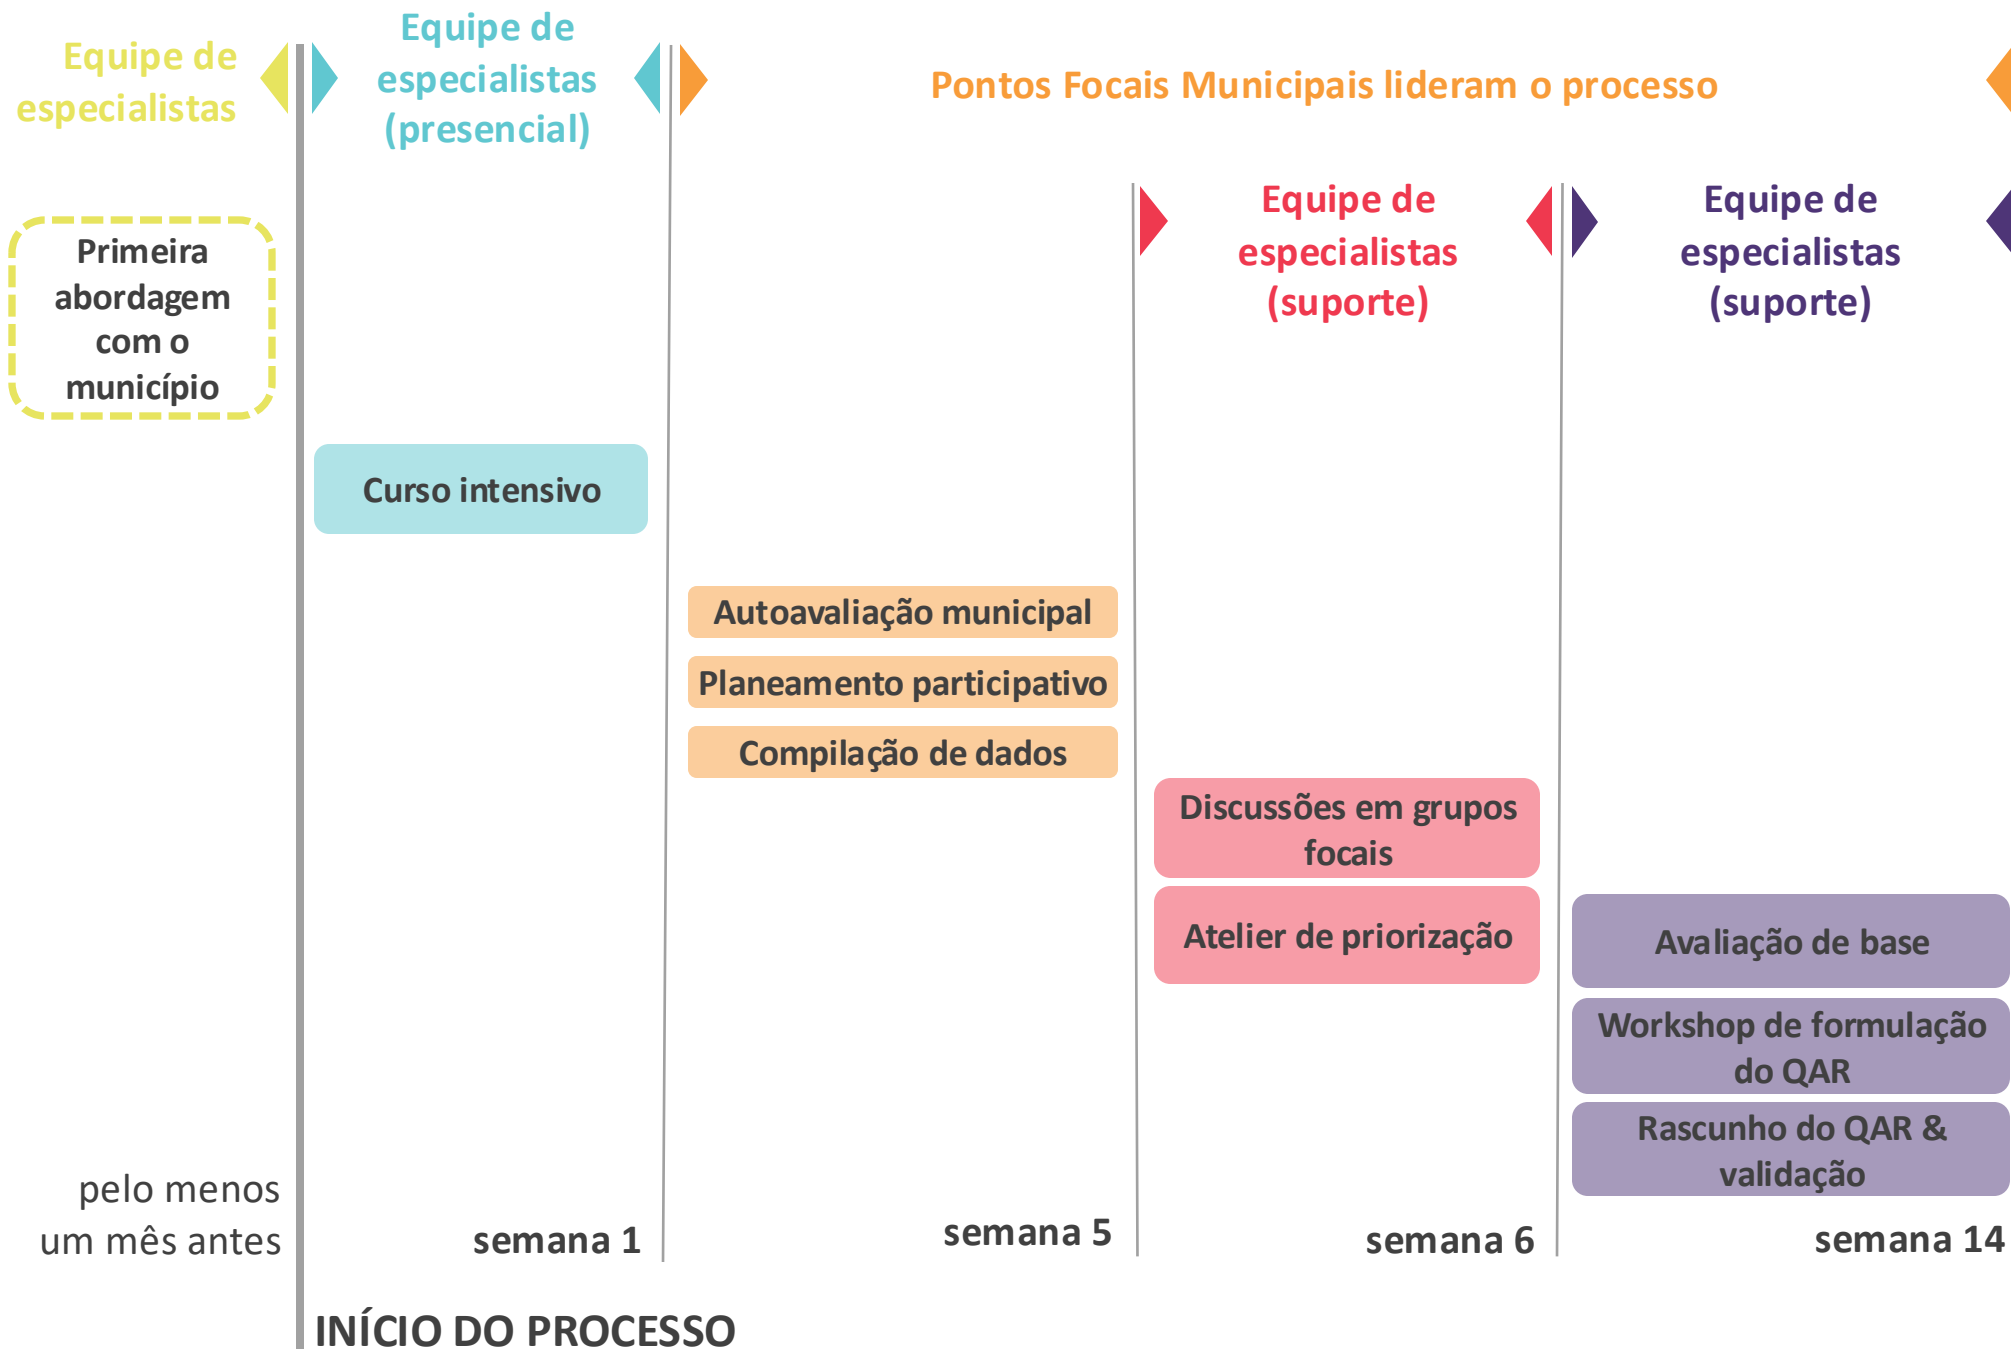 Equipe de
especialistas
Equipe de
especialistas
(presencial)
Pontos Focais Municipais lideram o processo
Equipe de
especialistas
(suporte)
Equipe de
especialistas
(suporte)
Primeira
abordagem
com o
município
Curso intensivo
Autoavaliação municipal
Planeamento participativo
Compilação de dados
Discussões em grupos
focais
Atelier de priorização
Avaliação de base
Workshop de formulação
do QAR
Rascunho do QAR &
validação
pelo menos
um mês antes
semana 1
semana 5
semana 6
semana 14
INÍCIO DO PROCESSO